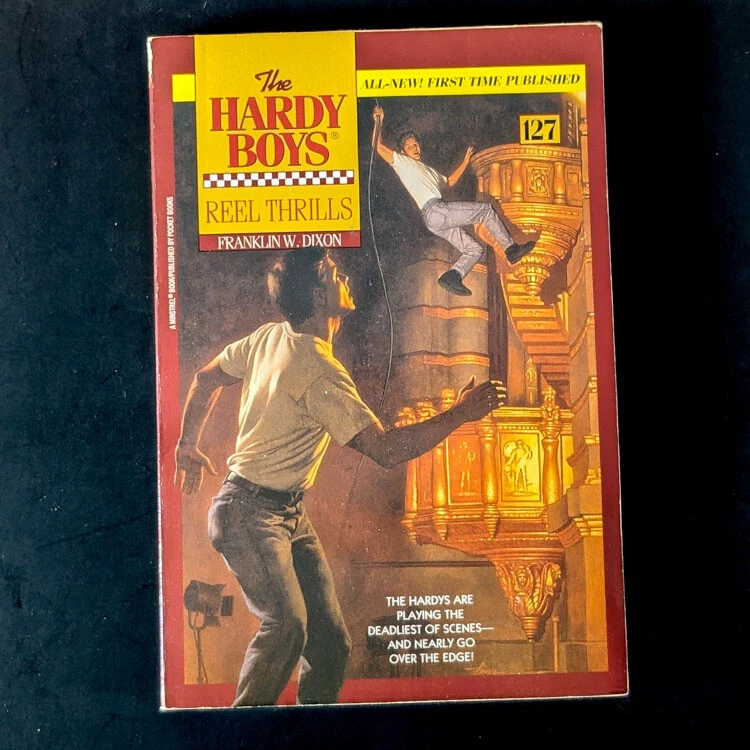 The
HARDY
BOYS®
REEL THRILLS
FRANKLIN W. DIXON
ALL-NEW! FIRST TIME PUBLISHED
127
A MINSTREL® BOOK/PUBLISHED BY POCKET BOOKS
THE HARDYS ARE
PLAYING THE
DEADLIEST OF SCENES—
AND NEARLY GO
OVER THE EDGE!